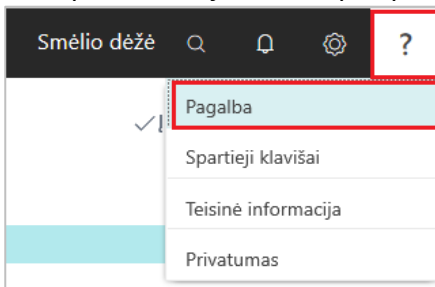 Smėlio dėžė ?
Pagalba
Spartieji klavišai
Teisinė informacija
Privatumas